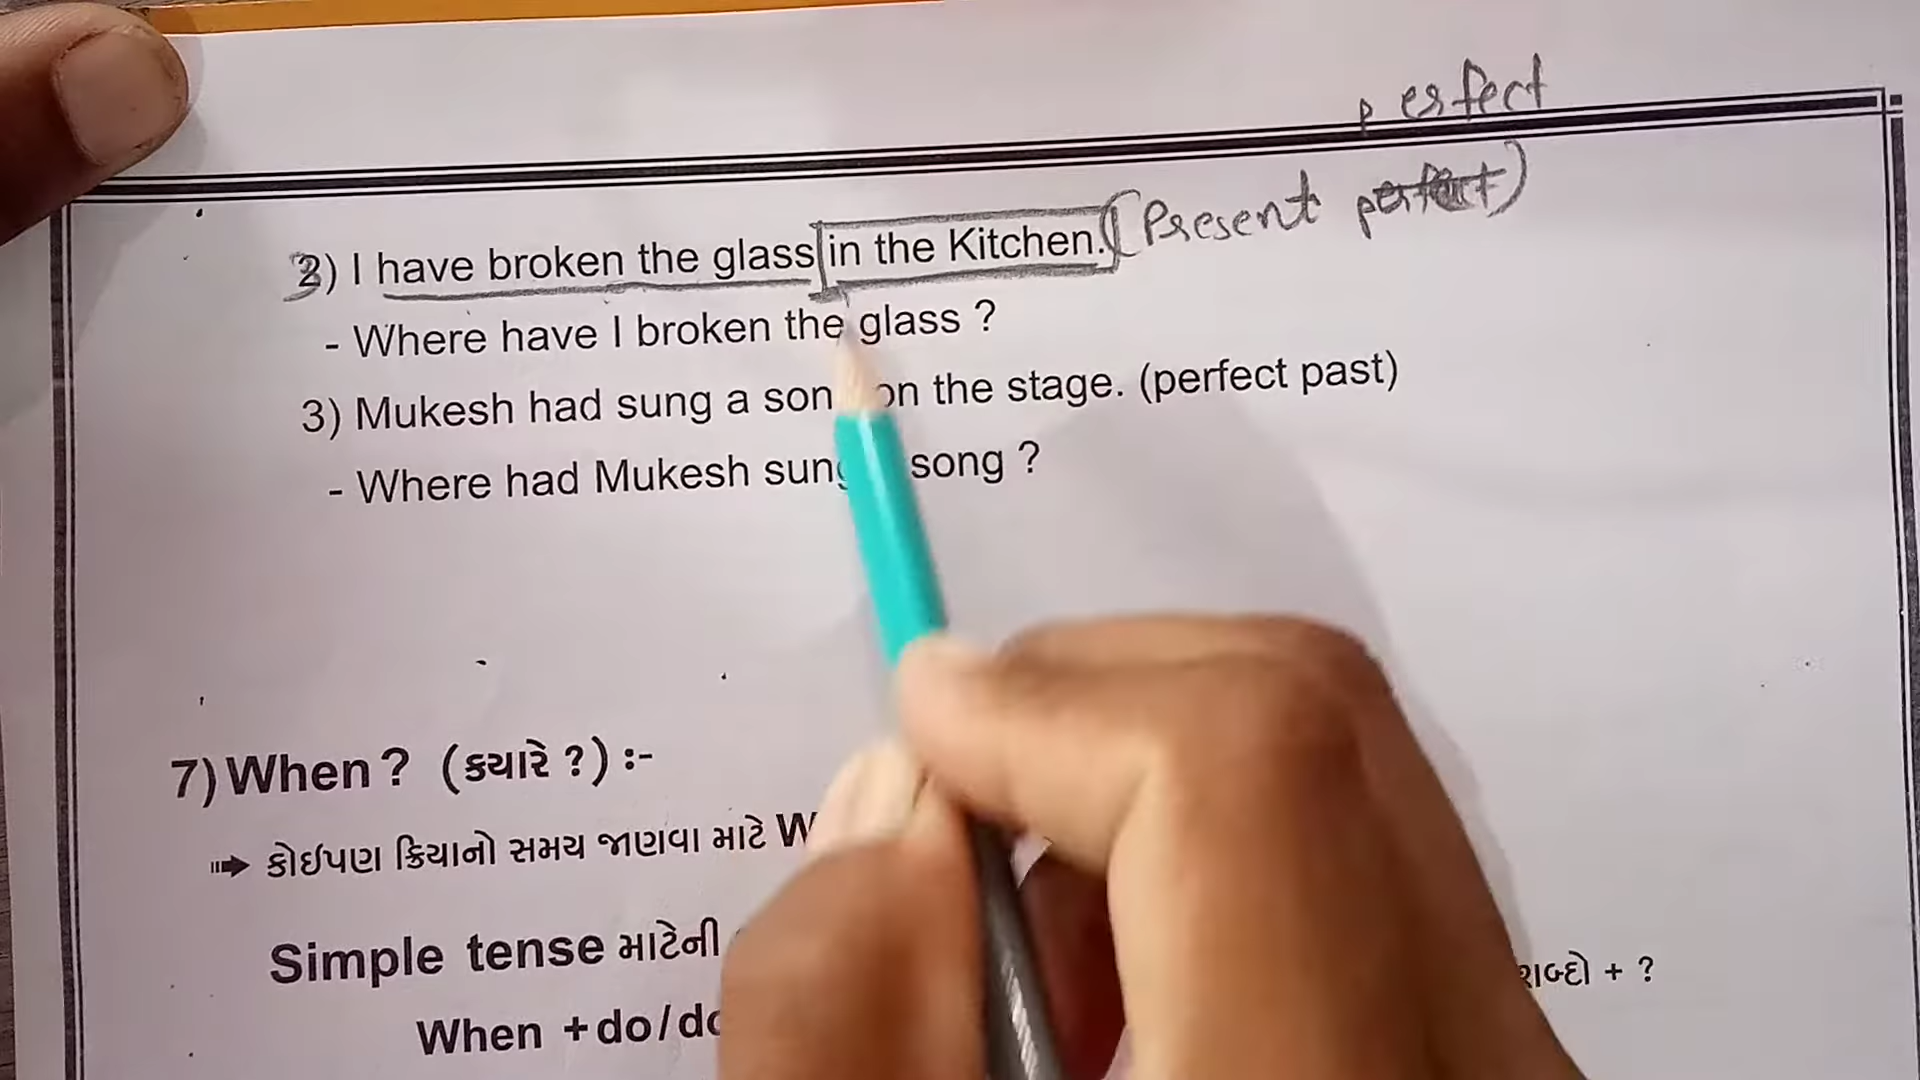 perfect
2) I have broken the glass in the Kitchen. (Present perfect)
- Where have I broken the glass ?
3) Mukesh had sung a son on the stage. (perfect past)
- Where had Mukesh sung song ?
7) When ? (ક્યારે ?) :-
➠ કોઈપણ ક્રિયાનો સમય જાણવા માટે W
Simple tense માટેની શબ્દો + ?
When + do/do